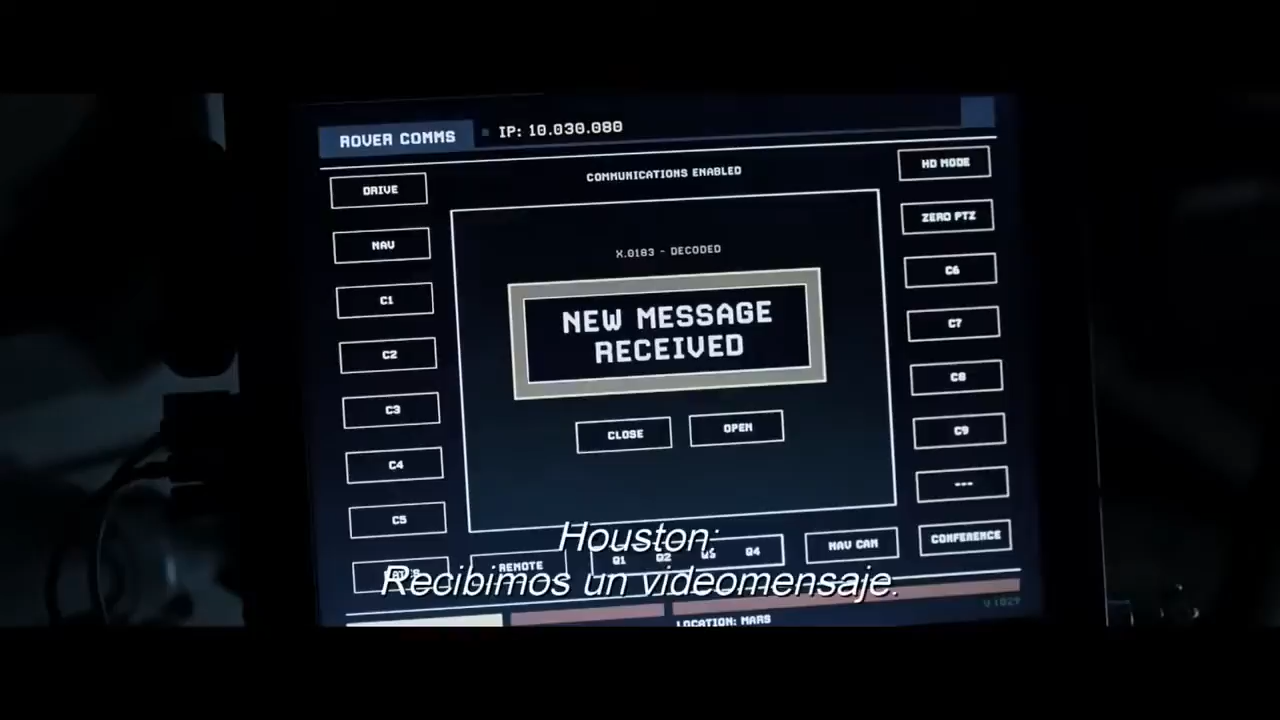 ROVER COMMS
IP: 10.030.080
COMMUNICATIONS ENABLED
HD MODE
DRIVE
ZERO PTZ
NAV
X.0183 - DECODED
C6
C1
NEW MESSAGE
RECEIVED
C7
C2
C8
C3
CLOSE
OPEN
C9
C4
---
C5
Houston:
REMOTE
Q1
Q2
Q4
NAV CAM
CONFERENCE
Recibimos un videomensaje.
LOCATION: MARS